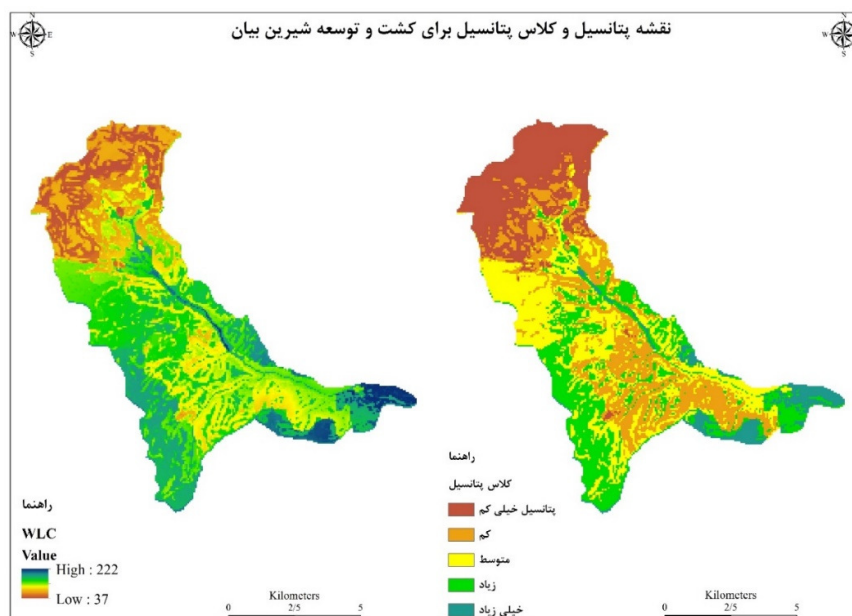 نقشه پتانسیل و کلاس پتانسیل برای کشت و توسعه شیرین بیان
N
W E
S
N
W E
S
راهنما
WLC
Value
High : 222
Low : 37
Kilometers
0 2/5 5
راهنما
کلاس پتانسیل
پتانسیل خیلی کم
کم
متوسط
زیاد
خیلی زیاد
Kilometers
0 2/5 5